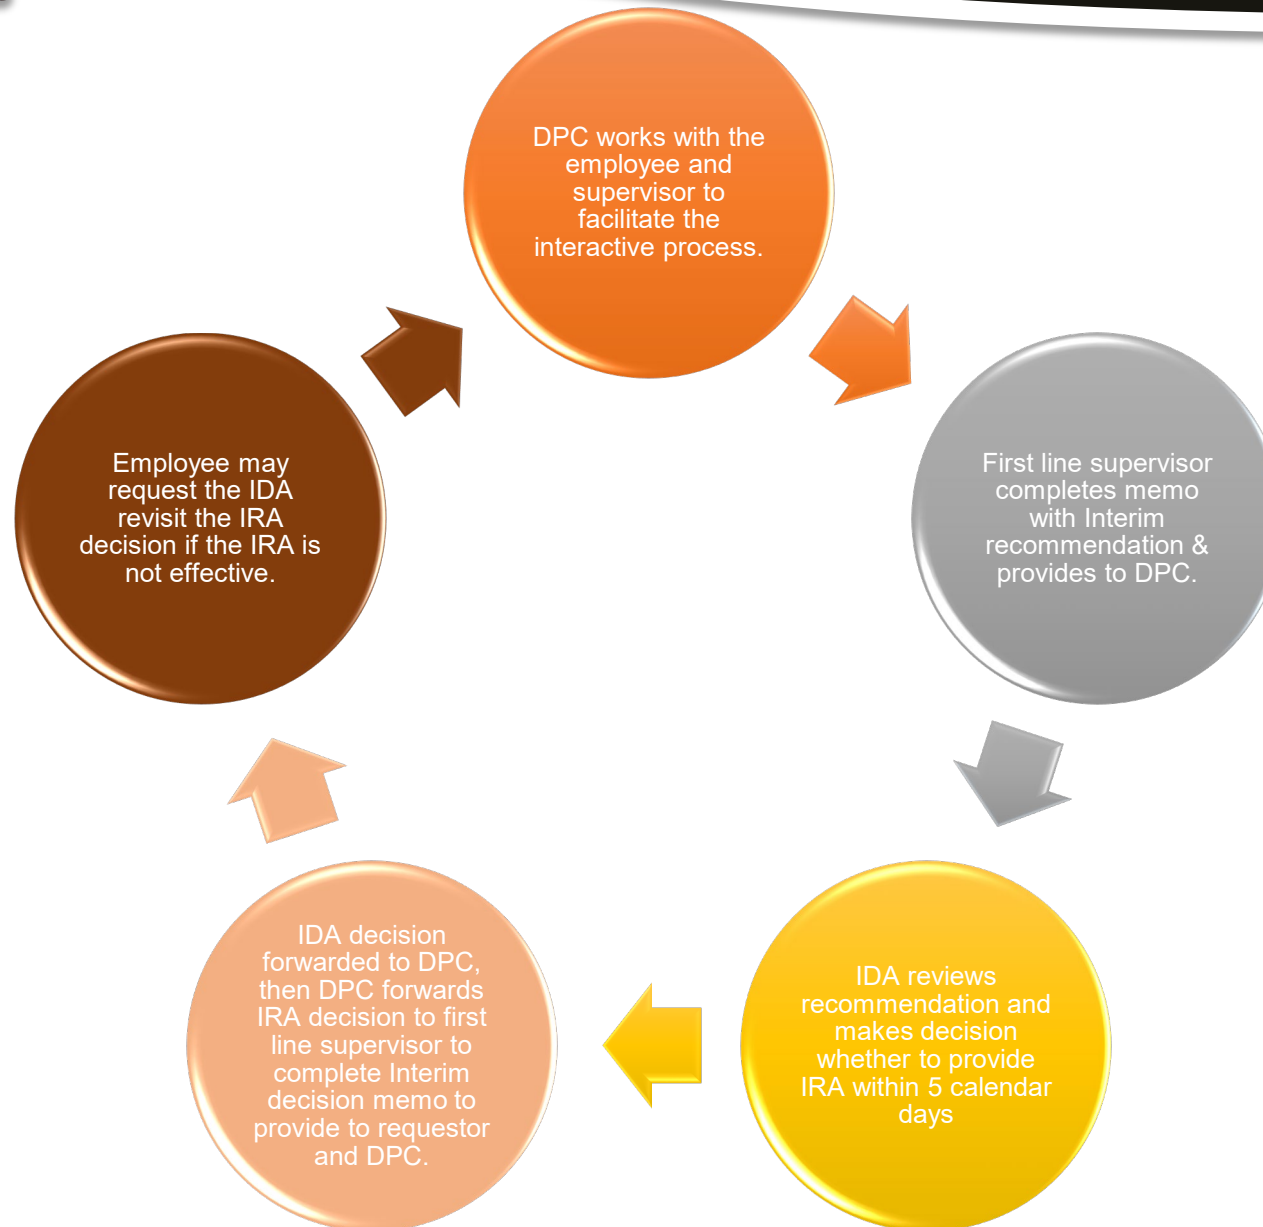 DPC works with the
employee and
supervisor to
facilitate the
interactive process.
First line supervisor
completes memo
with Interim
recommendation &
provides to DPC.
IDA reviews
recommendation and
makes decision
whether to provide
IRA within 5 calendar
days
IDA decision
forwarded to DPC,
then DPC forwards
IRA decision to first
line supervisor to
complete Interim
decision memo to
provide to requestor
and DPC.
Employee may
request the IDA
revisit the IRA
decision if the IRA is
not effective.